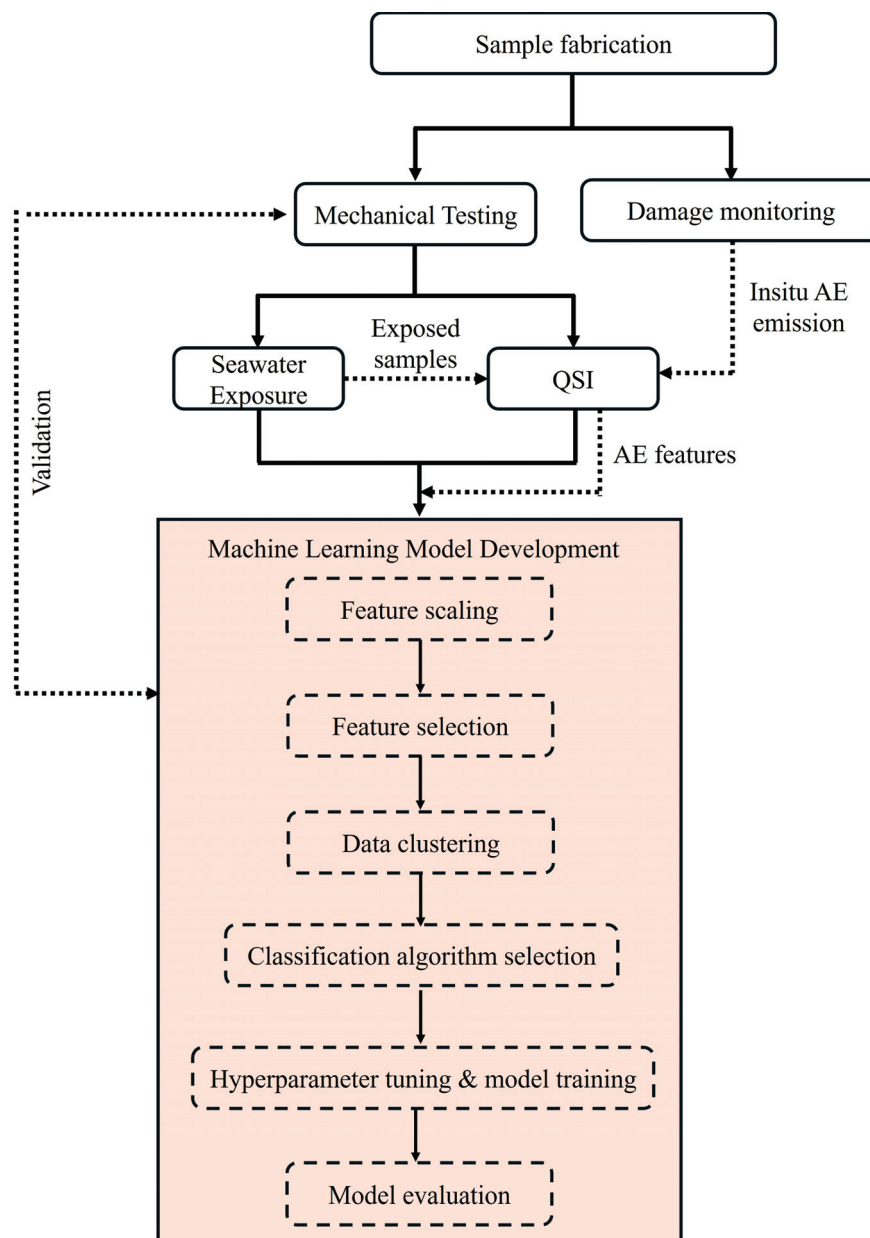 Sample fabrication
Mechanical Testing
Damage monitoring
Insitu AE
emission
Exposed
samples
Seawater
Exposure
QSI
AE features
Validation
Machine Learning Model Development
Feature scaling
Feature selection
Data clustering
Classification algorithm selection
Hyperparameter tuning & model training
Model evaluation